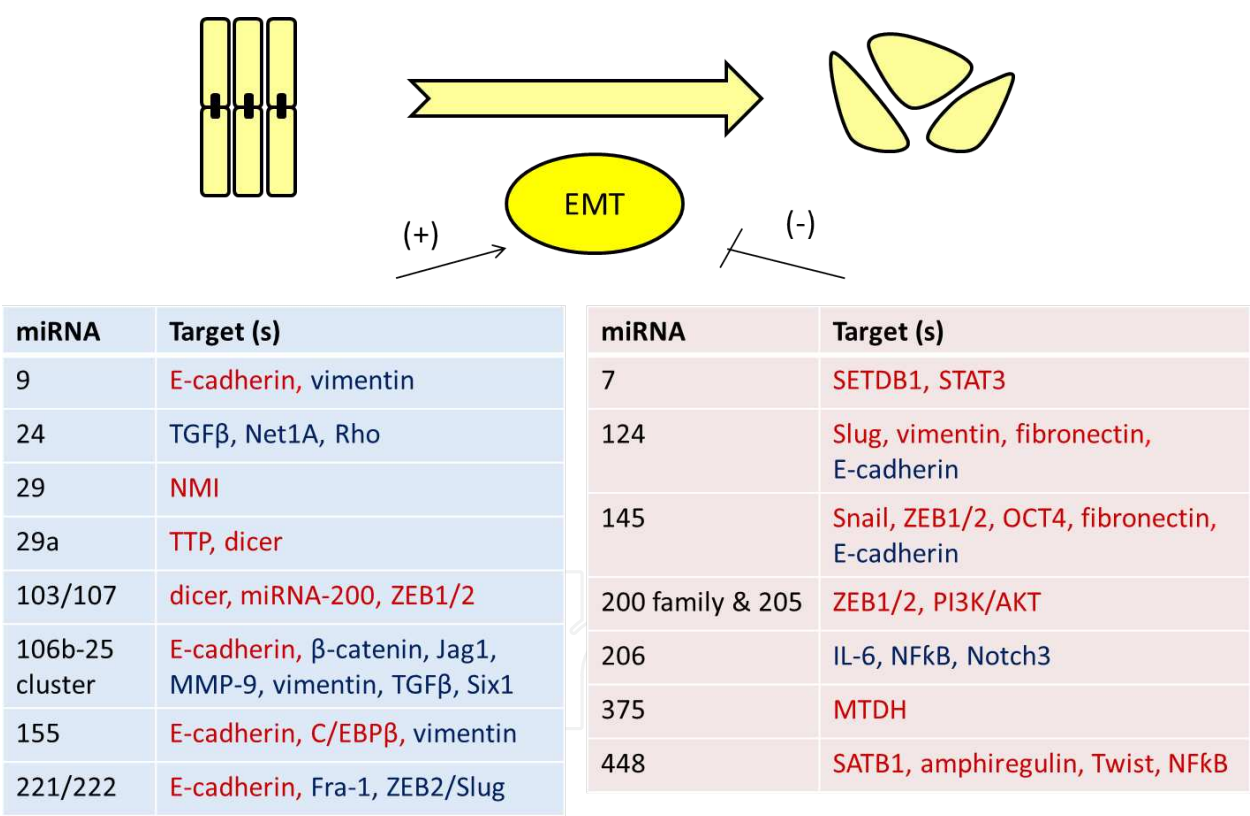 EMT
(+)
(-)
miRNA Target (s)
9 E-cadherin, vimentin
24 TGFβ, Net1A, Rho
29 NMI
29a TTP, dicer
103/107 dicer, miRNA-200, ZEB1/2
106b-25 E-cadherin, β-catenin, Jag1,
cluster MMP-9, vimentin, TGFβ, Six1
155 E-cadherin, C/EBPβ, vimentin
221/222 E-cadherin, Fra-1, ZEB2/Slug
miRNA Target (s)
7 SETDB1, STAT3
124 Slug, vimentin, fibronectin,
E-cadherin
145 Snail, ZEB1/2, OCT4, fibronectin,
E-cadherin
200 family & 205 ZEB1/2, PI3K/AKT
206 IL-6, NFƙB, Notch3
375 MTDH
448 SATB1, amphiregulin, Twist, NFƙB